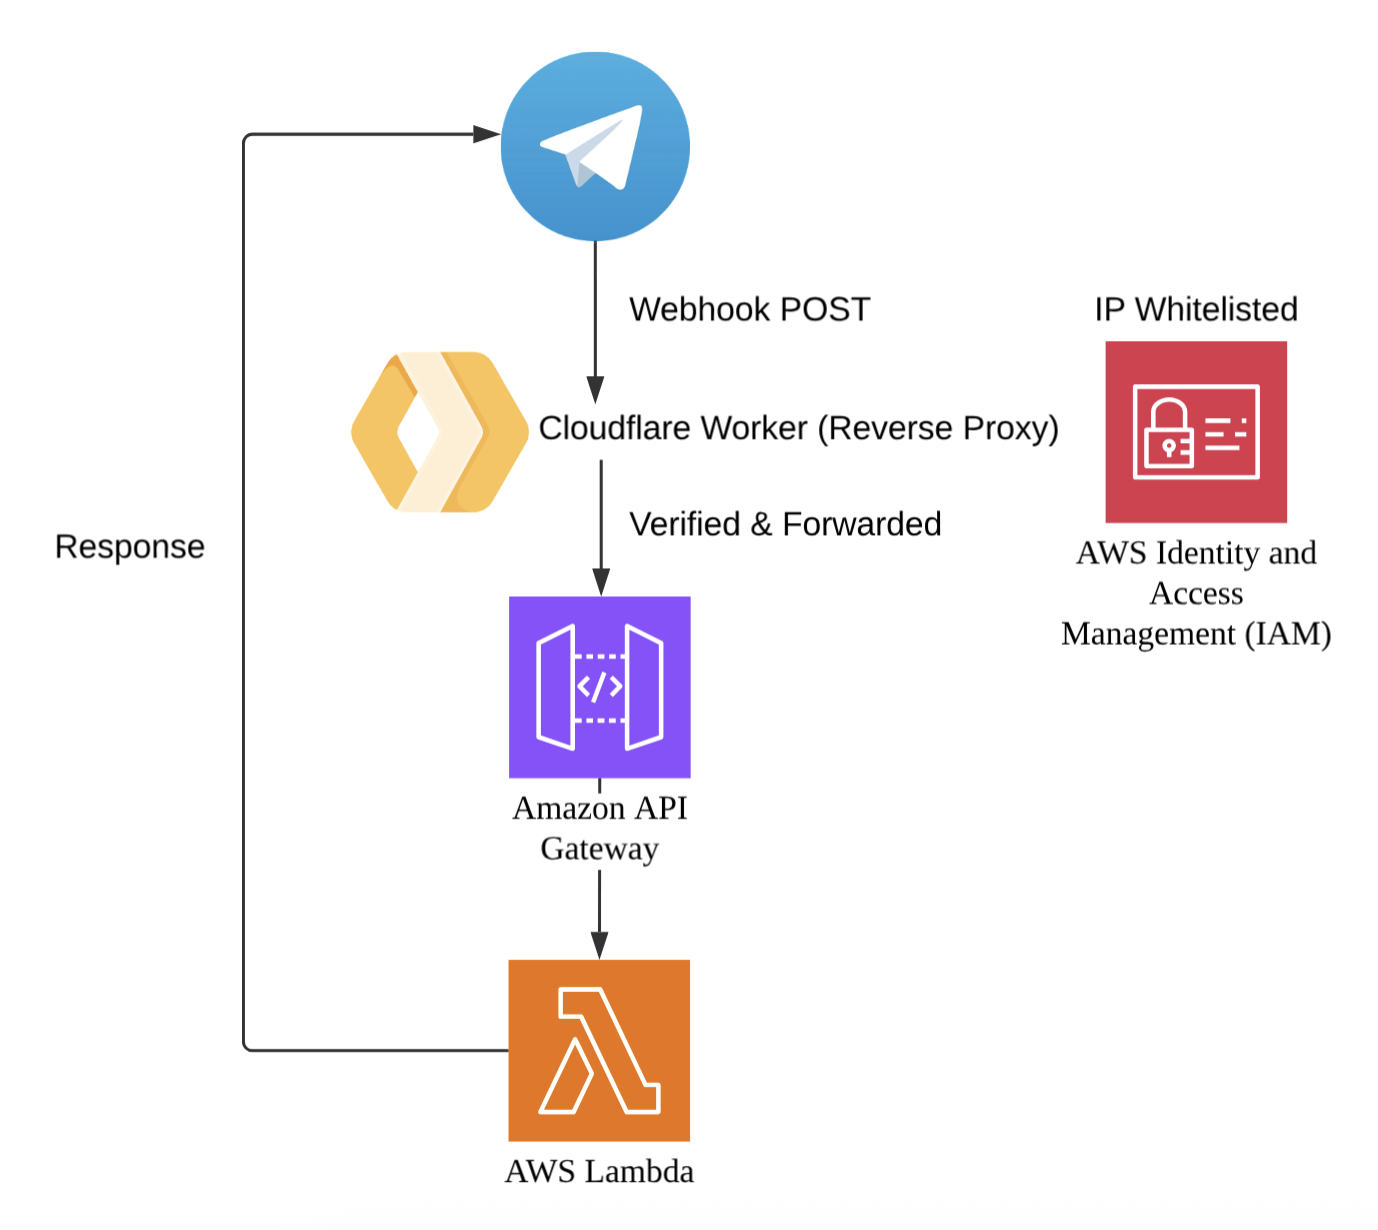 Webhook POST
IP Whitelisted
Cloudflare Worker (Reverse Proxy)
Verified & Forwarded
Response
AWS Identity and
Access
Management (IAM)
</>
Amazon API
Gateway
AWS Lambda